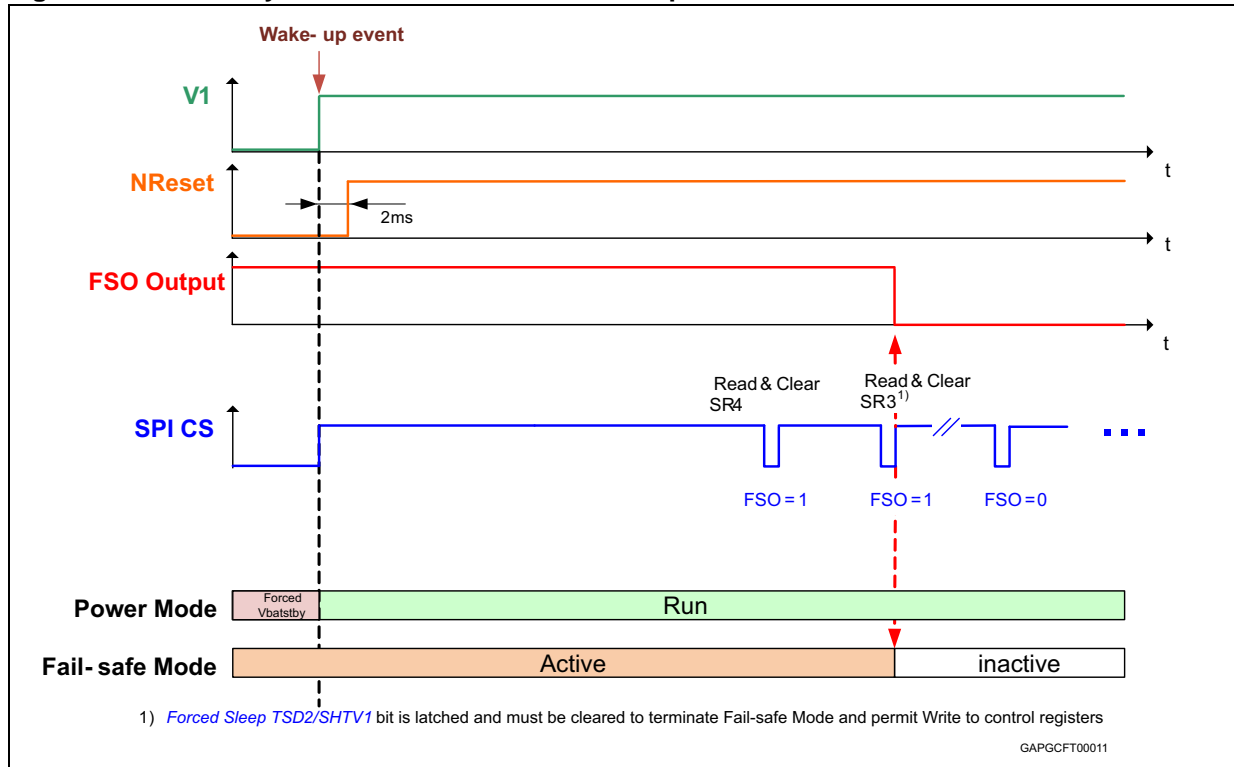 Wake- up event
V1
t
NReset
2ms
t
FSO Output
t
Read & Clear
SR4
Read & Clear
SR3 1)
SPI CS
FSO = 1
FSO = 1
FSO = 0
Power Mode
Forced
Vbatstby
Run
Fail- safe Mode
Active
inactive
1) Forced Sleep TSD2/SHTV1 bit is latched and must be cleared to terminate Fail-safe Mode and permit Write to control registers
GAPGCFT00011